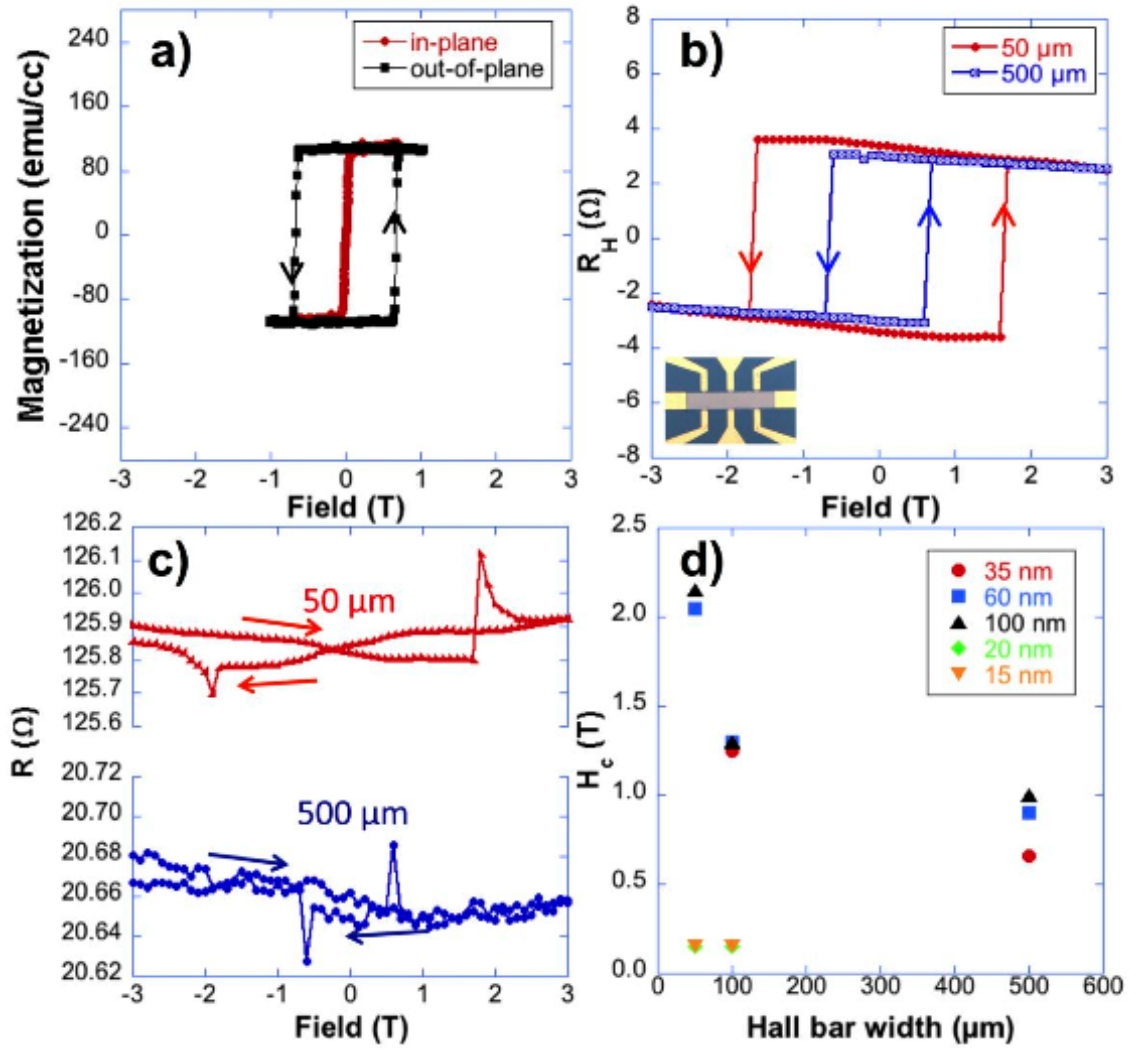 a)
in-plane
out-of-plane
Magnetization (emu/cc)
240
160
80
0
-80
-160
-240
-3 -2 -1 0 1 2 3
Field (T)
b)
50 µm
500 µm
R_H (Ω)
8
6
4
2
0
-2
-4
-6
-8
-3 -2 -1 0 1 2 3
Field (T)
c)
50 µm
R (Ω)
126.2
126.1
126.0
125.9
125.8
125.7
125.6
500 µm
20.72
20.70
20.68
20.66
20.64
20.62
-3 -2 -1 0 1 2 3
Field (T)
d)
35 nm
60 nm
100 nm
20 nm
15 nm
H_c (T)
2.5
2.0
1.5
1.0
0.5
0.0
0 100 200 300 400 500 600
Hall bar width (µm)